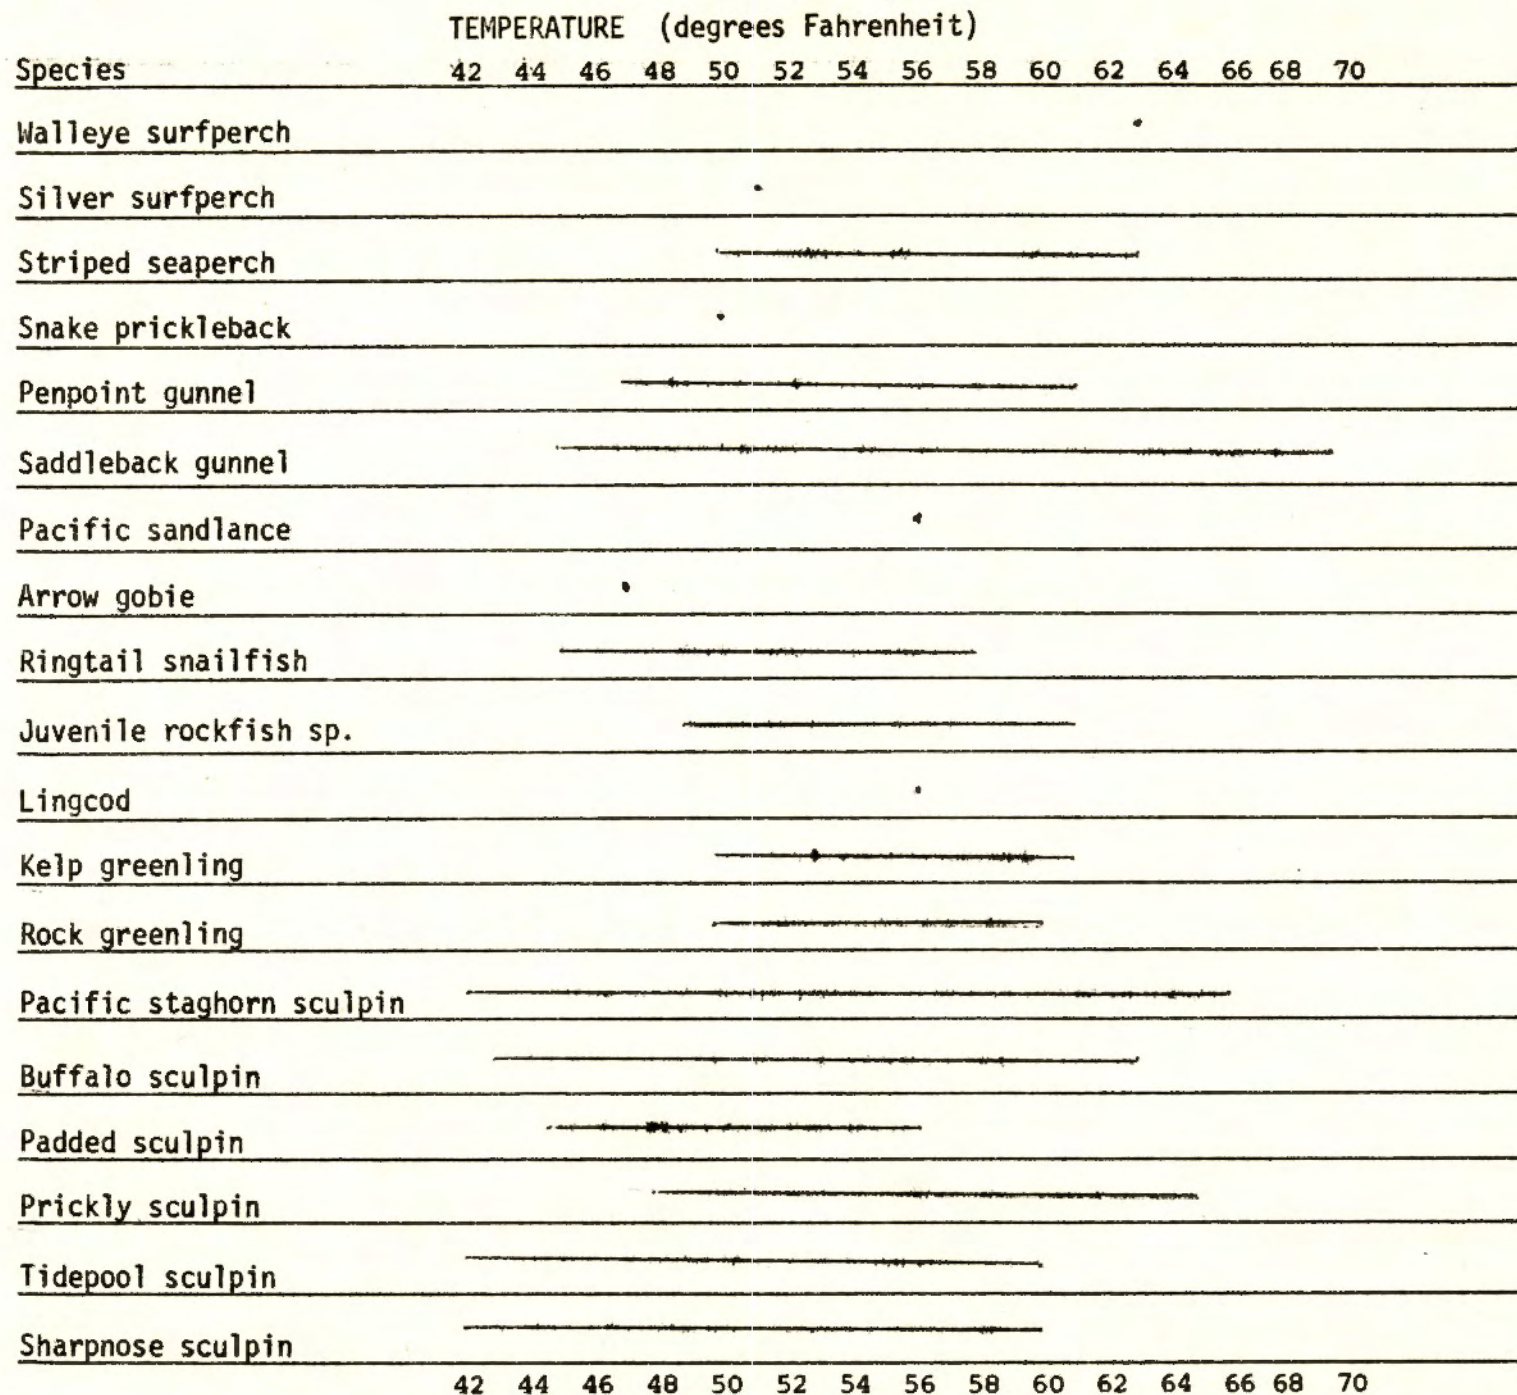 TEMPERATURE (degrees Fahrenheit)
Species 42 44 46 48 50 52 54 56 58 60 62 64 66 68 70
Walleye surfperch
Silver surfperch
Striped seaperch
Snake prickleback
Penpoint gunnel
Saddleback gunnel
Pacific sandlance
Arrow gobie
Ringtail snailfish
Juvenile rockfish sp.
Lingcod
Kelp greenling
Rock greenling
Pacific staghorn sculpin
Buffalo sculpin
Padded sculpin
Prickly sculpin
Tidepool sculpin
Sharpnose sculpin
42 44 46 48 50 52 54 56 58 60 62 64 66 68 70